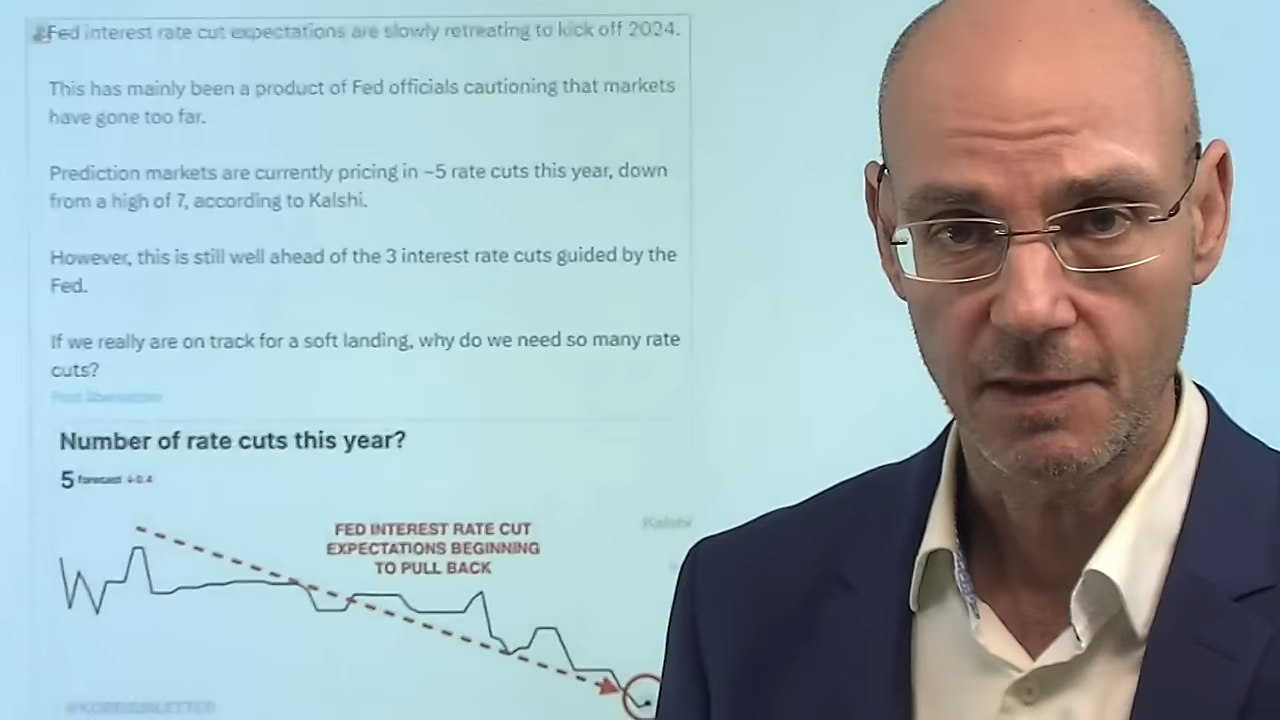 Fed interest rate cut expectations are slowly retreating to kick off 2024.
This has mainly been a product of Fed officials cautioning that markets
have gone too far.
Prediction markets are currently pricing in ~5 rate cuts this year, down
from a high of 7, according to Kalshi.
However, this is still well ahead of the 3 interest rate cuts guided by the
Fed.
If we really are on track for a soft landing, why do we need so many rate
cuts?
Number of rate cuts this year?
5 forecast ↓0.4
FED INTEREST RATE CUT
EXPECTATIONS BEGINNING
TO PULL BACK
Kalshi
@KOBEISSILETTER